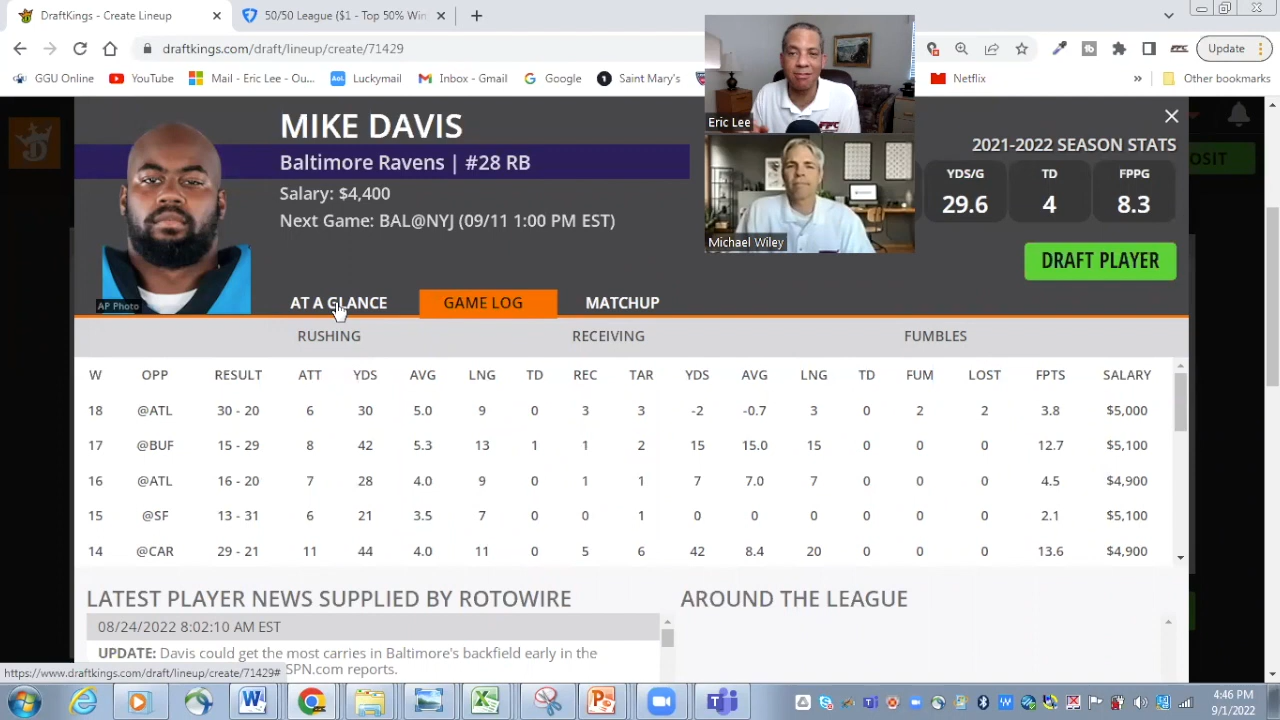 DraftKings - Create Lineup
50/50 League ($1 - Top 50% Win
draftkings.com/draft/lineup/create/71429
Update
GGU Online
YouTube
Mail - Eric Lee - Ou...
Aol.
Luckymail
Inbox - Gmail
Google
Saint Mary's
Netflix
»
Other bookmarks
MIKE DAVIS
Baltimore Ravens | #28 RB
Salary: $4,400
Next Game: BAL@NYJ (09/11 1:00 PM EST)
AP Photo
Eric Lee
Michael Wiley
2021-2022 SEASON STATS
YDS/G TD FPPG
29.6 4 8.3
DRAFT PLAYER
AT A GLANCE GAME LOG MATCHUP
RUSHING RECEIVING FUMBLES
W OPP RESULT ATT YDS AVG LNG TD REC TAR YDS AVG LNG TD FUM LOST FPTS SALARY
18 @ATL 30 - 20 6 30 5.0 9 0 3 3 -2 -0.7 3 0 2 2 3.8 $5,000
17 @BUF 15 - 29 8 42 5.3 13 1 1 2 15 15.0 15 0 0 0 12.7 $5,100
16 @ATL 16 - 20 7 28 4.0 9 0 1 1 7 7.0 7 0 0 0 4.5 $4,900
15 @SF 13 - 31 6 21 3.5 7 0 0 1 0 0 0 0 0 0 2.1 $5,100
14 @CAR 29 - 21 11 44 4.0 11 0 5 6 42 8.4 20 0 0 0 13.6 $4,900
LATEST PLAYER NEWS SUPPLIED BY ROTOWIRE
AROUND THE LEAGUE
08/24/2022 8:02:10 AM EST
UPDATE: Davis could get the most carries in Baltimore's backfield early in the
SPN.com reports.
https://www.draftkings.com/draft/lineup/create/71429#
4:46 PM
9/1/2022